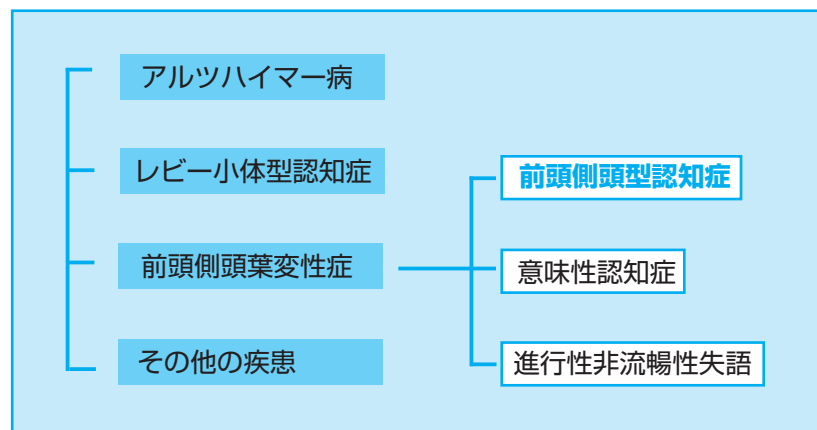 アルツハイマー病
レビー小体型認知症
前頭側頭葉変性症
その他の疾患
前頭側頭型認知症
意味性認知症
進行性非流暢性失語